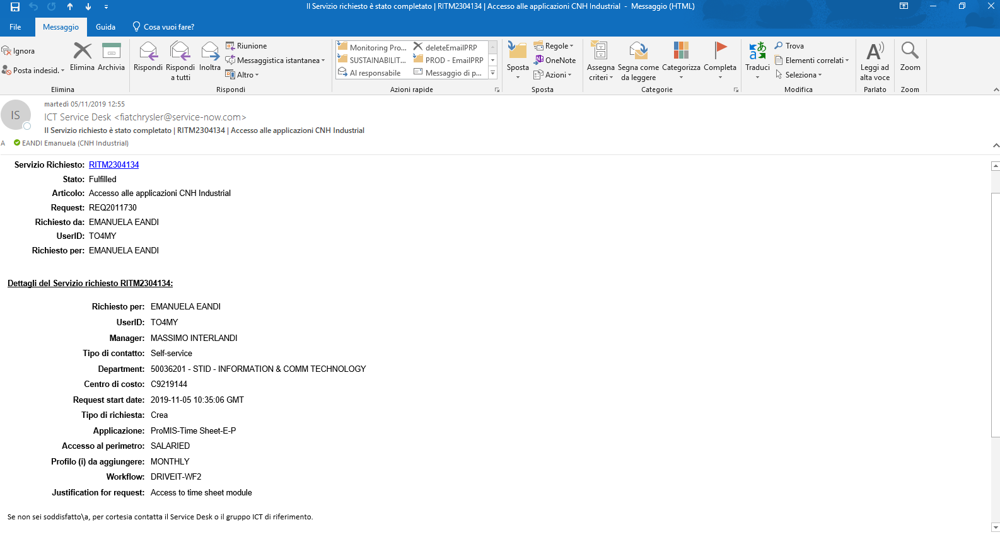 Il Servizio richiesto è stato completato | RITM2304134 | Accesso alle applicazioni CNH Industrial - Messaggio (HTML)
File Messaggio Guida Cosa vuoi fare?
Ignora
Posta indesid.
Elimina
Archivia
Elimina
Rispondi
Rispondi a tutti
Inoltra
Riunione
Messaggistica istantanea
Altro
Rispondi
Monitoring Pro...
SUSTAINABILIT...
Al responsabile
deleteEmailPRP
PROD - EmailPRP
Messaggio di p...
Azioni rapide
Sposta
Regole
OneNote
Azioni
Sposta
Assegna criteri
Segna come da leggere
Categorizza
Completa
Categorie
Traduci
Trova
Elementi correlati
Seleziona
Modifica
Leggi ad alta voce
Parlato
Zoom
Zoom
IS
martedì 05/11/2019 12:55
ICT Service Desk <fiatchrysler@service-now.com>
Il Servizio richiesto è stato completato | RITM2304134 | Accesso alle applicazioni CNH Industrial
A EANDI Emanuela (CNH Industrial)
Servizio Richiesto: RITM2304134
Stato: Fulfilled
Articolo: Accesso alle applicazioni CNH Industrial
Request: REQ2011730
Richiesto da: EMANUELA EANDI
UserID: TO4MY
Richiesto per: EMANUELA EANDI
Dettagli del Servizio richiesto RITM2304134:
Richiesto per: EMANUELA EANDI
UserID: TO4MY
Manager: MASSIMO INTERLANDI
Tipo di contatto: Self-service
Department: 50036201 - STID - INFORMATION & COMM TECHNOLOGY
Centro di costo: C9219144
Request start date: 2019-11-05 10:35:06 GMT
Tipo di richiesta: Crea
Applicazione: ProMIS-Time Sheet-E-P
Accesso al perimetro: SALARIED
Profilo (i) da aggiungere: MONTHLY
Workflow: DRIVEIT-WF2
Justification for request: Access to time sheet module
Se non sei soddisfatto\a, per cortesia contatta il Service Desk o il gruppo ICT di riferimento.